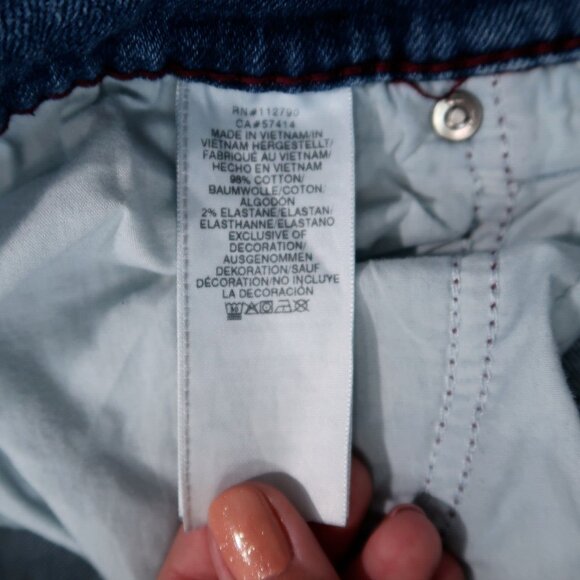 RN#112790
CA#57414
MADE IN VIETNAM/IN
VIETNAM HERGESTELLT/
FABRIQUÉ AU VIETNAM/
HECHO EN VIETNAM
98% COTTON/
BAUMWOLLE/COTON/
ALGODÓN
2% ELASTANE/ELASTAN/
ELASTHANNE/ELASTANO
EXCLUSIVE OF
DECORATION/
AUSGENOMMEN
DEKORATION/SAUF
DÉCORATION/NO INCLUYE
LA DECORACIÓN